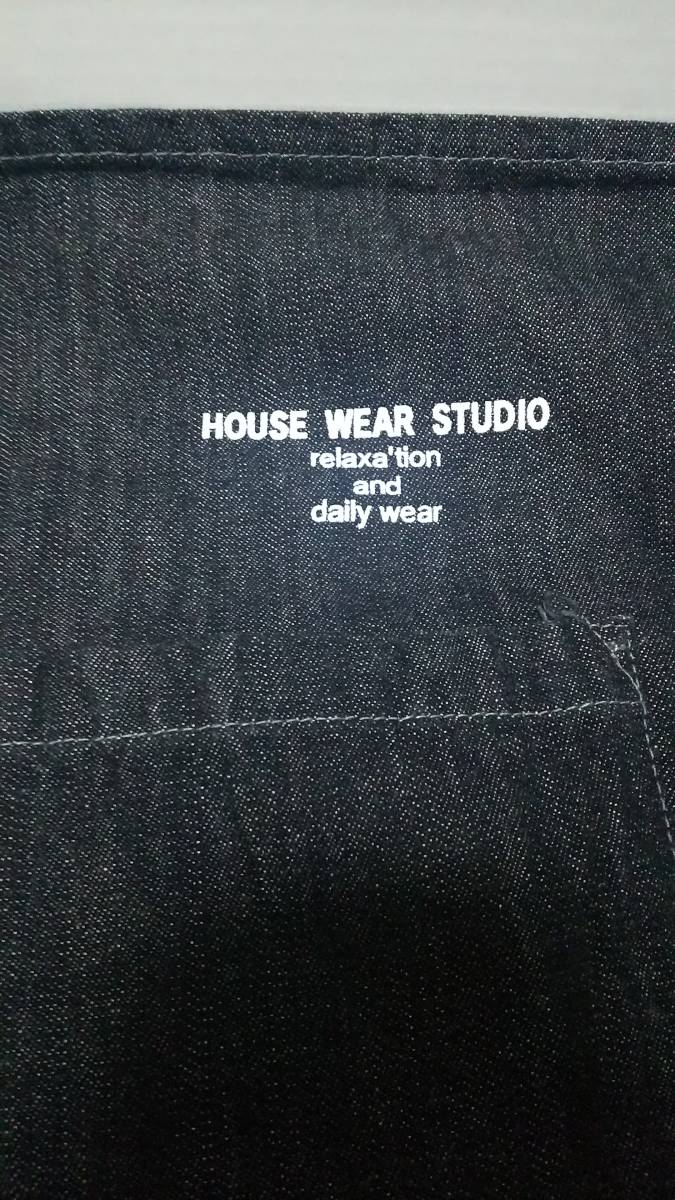 HOUSE WEAR STUDIO
relaxa'tion
and
daily wear